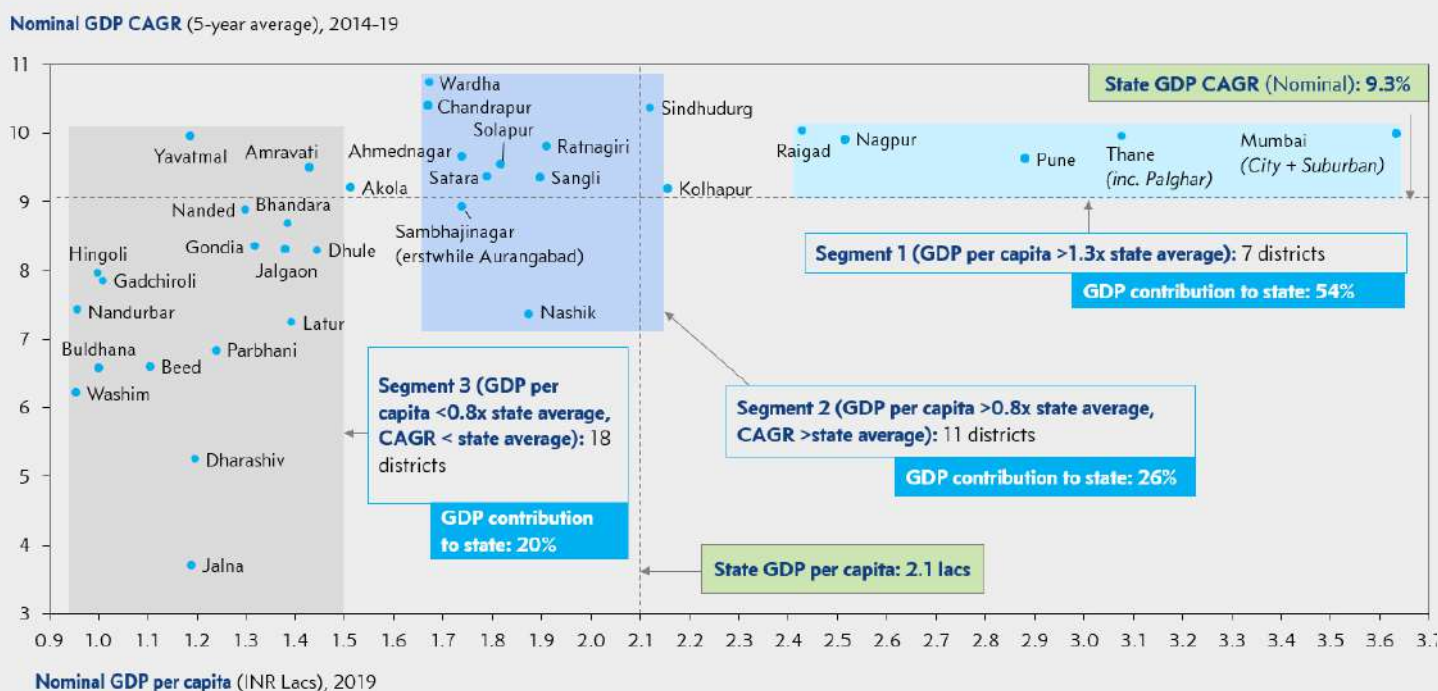 Nominal GDP CAGR (5-year average), 2014-19
11
10
9
8
7
6
5
4
3
State GDP CAGR (Nominal): 9.3%
Wardha
Chandrapur
Solapur
Sindhudurg
Yavatmal
Amravati
Ahmednagar
Ratnagiri
Raigad
Nagpur
Pune
Thane
(inc. Palghar)
Mumbai
(City + Suburban)
Akola
Satara
Sangli
Kolhapur
Nanded
Bhandara
Sambhajinagar
(erstwhile Aurangabad)
Gondia
Jalgaon
Dhule
Hingoli
Gadchiroli
Nandurbar
Latur
Nashik
Buldhana
Beed
Parbhani
Washim
Dharashiv
Jalna
Segment 1 (GDP per capita >1.3x state average): 7 districts
GDP contribution to state: 54%
Segment 3 (GDP per
capita <0.8x state average,
CAGR < state average): 18
districts
GDP contribution
to state: 20%
Segment 2 (GDP per capita >0.8x state average,
CAGR >state average): 11 districts
GDP contribution to state: 26%
State GDP per capita: 2.1 lacs
0.9 1.0 1.1 1.2 1.3 1.4 1.5 1.6 1.7 1.8 1.9 2.0 2.1 2.2 2.3 2.4 2.5 2.6 2.7 2.8 2.9 3.0 3.1 3.2 3.3 3.4 3.5 3.6 3.7
Nominal GDP per capita (INR Lacs), 2019